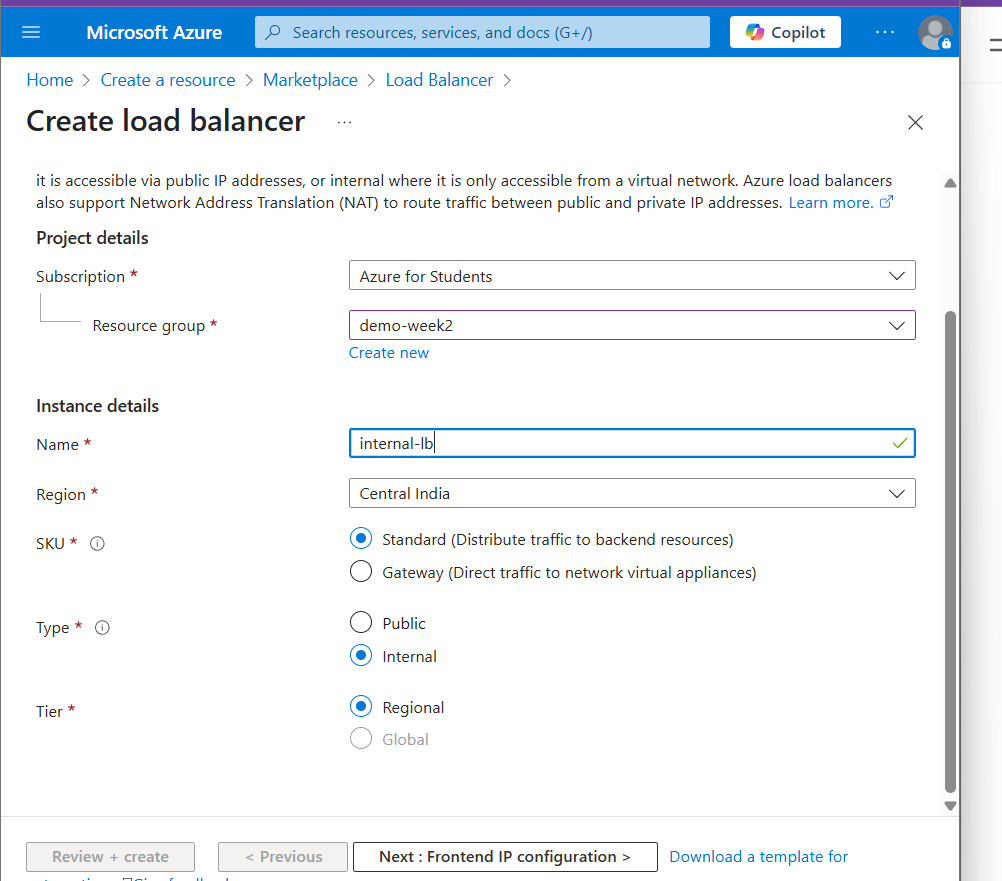 Microsoft Azure
Search resources, services, and docs (G+/)
Copilot
...
Home > Create a resource > Marketplace > Load Balancer >
Create load balancer ...
it is accessible via public IP addresses, or internal where it is only accessible from a virtual network. Azure load balancers
also support Network Address Translation (NAT) to route traffic between public and private IP addresses. Learn more.
Project details
Subscription *
Azure for Students
Resource group *
demo-week2
Create new
Instance details
Name *
internal-lb
Region *
Central India
SKU *
Standard (Distribute traffic to backend resources)
Gateway (Direct traffic to network virtual appliances)
Type *
Public
Internal
Tier *
Regional
Global
Review + create
< Previous
Next : Frontend IP configuration >
Download a template for